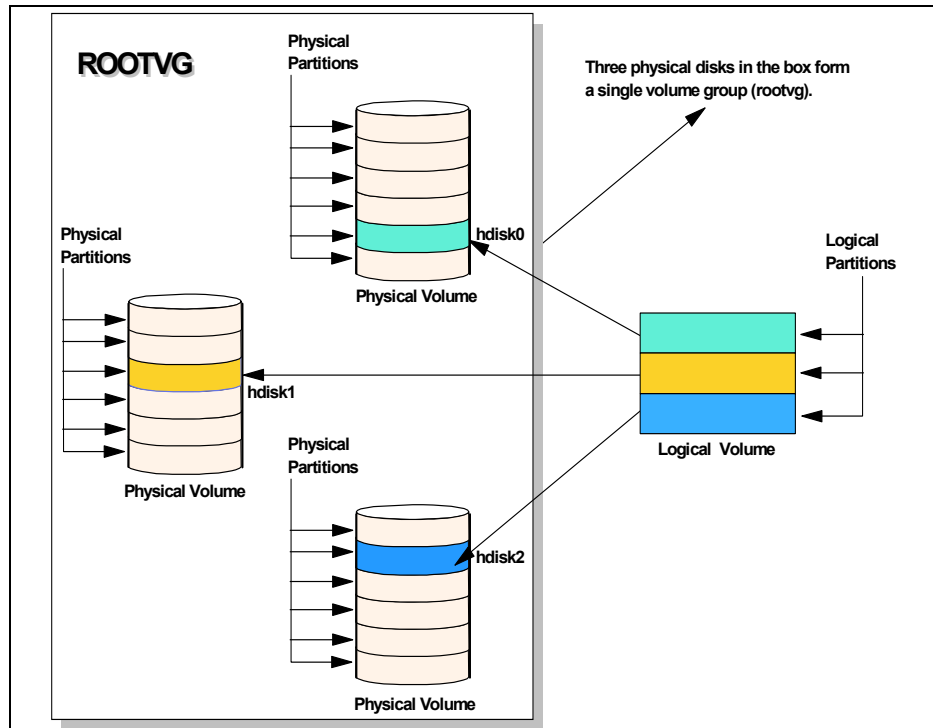 ROOTVG
Physical
Partitions
Three physical disks in the box form
a single volume group (rootvg).
hdisk0
Physical Volume
Physical
Partitions
hdisk1
Physical Volume
Logical
Partitions
Logical Volume
Physical
Partitions
hdisk2
Physical Volume